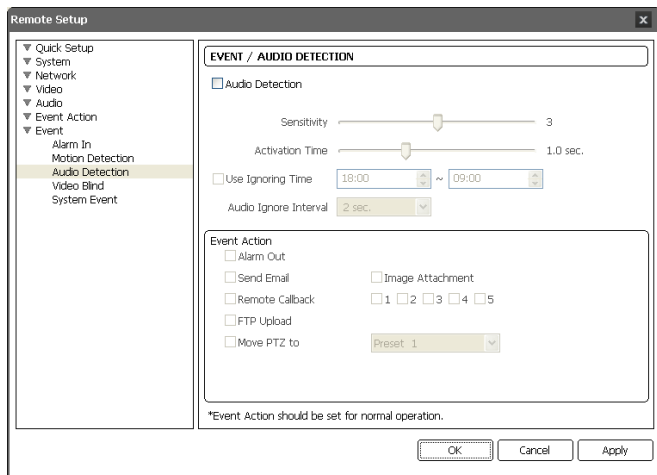 Remote Setup
x
Quick Setup
System
Network
Video
Audio
Event Action
Event
Alarm In
Motion Detection
Audio Detection
Video Blind
System Event
EVENT / AUDIO DETECTION
Audio Detection
Sensitivity 3
Activation Time 1.0 sec.
Use Ignoring Time 18:00 ~ 09:00
Audio Ignore Interval 2 sec.
Event Action
Alarm Out
Send Email Image Attachment
Remote Callback 1 2 3 4 5
FTP Upload
Move PTZ to Preset 1
*Event Action should be set for normal operation.
OK Cancel Apply